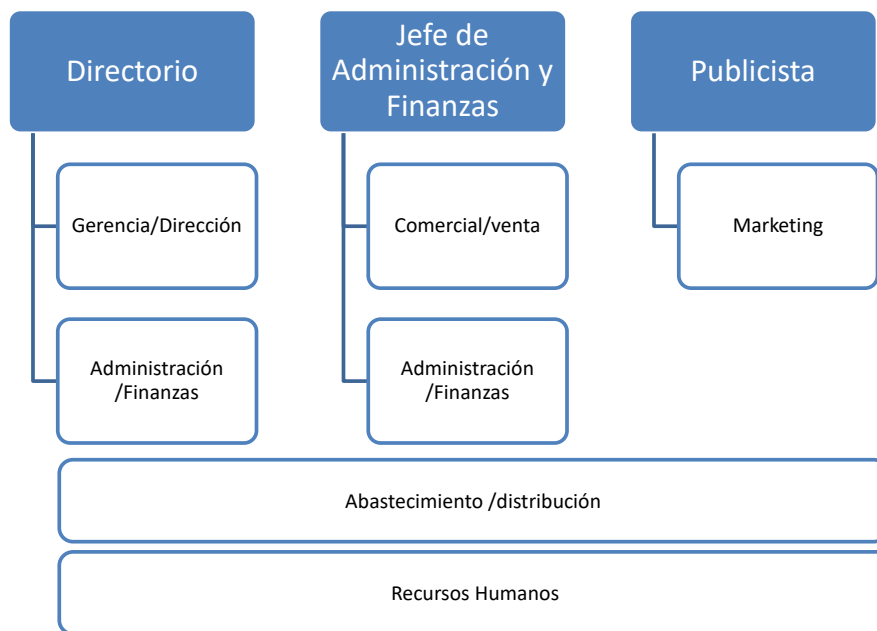 Directorio
Jefe de
Administración y
Finanzas
Publicista
Gerencia/Dirección
Comercial/venta
Marketing
Administración
/Finanzas
Administración
/Finanzas
Abastecimiento /distribución
Recursos Humanos